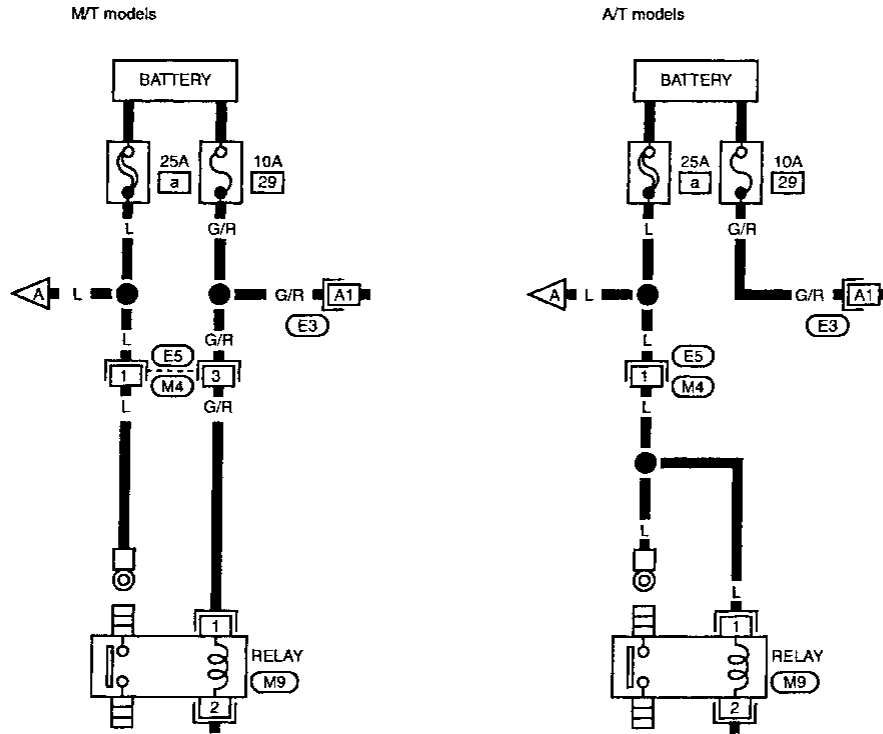 M/T models
BATTERY
25A
a
10A
29
L
G/R
A
L
G/R
A1
E3
L
G/R
E5
1
3
M4
L
G/R
1
RELAY
M9
2
A/T models
BATTERY
25A
a
10A
29
L
G/R
A
L
G/R
A1
E3
L
E5
1
M4
L
L
L
1
RELAY
M9
2